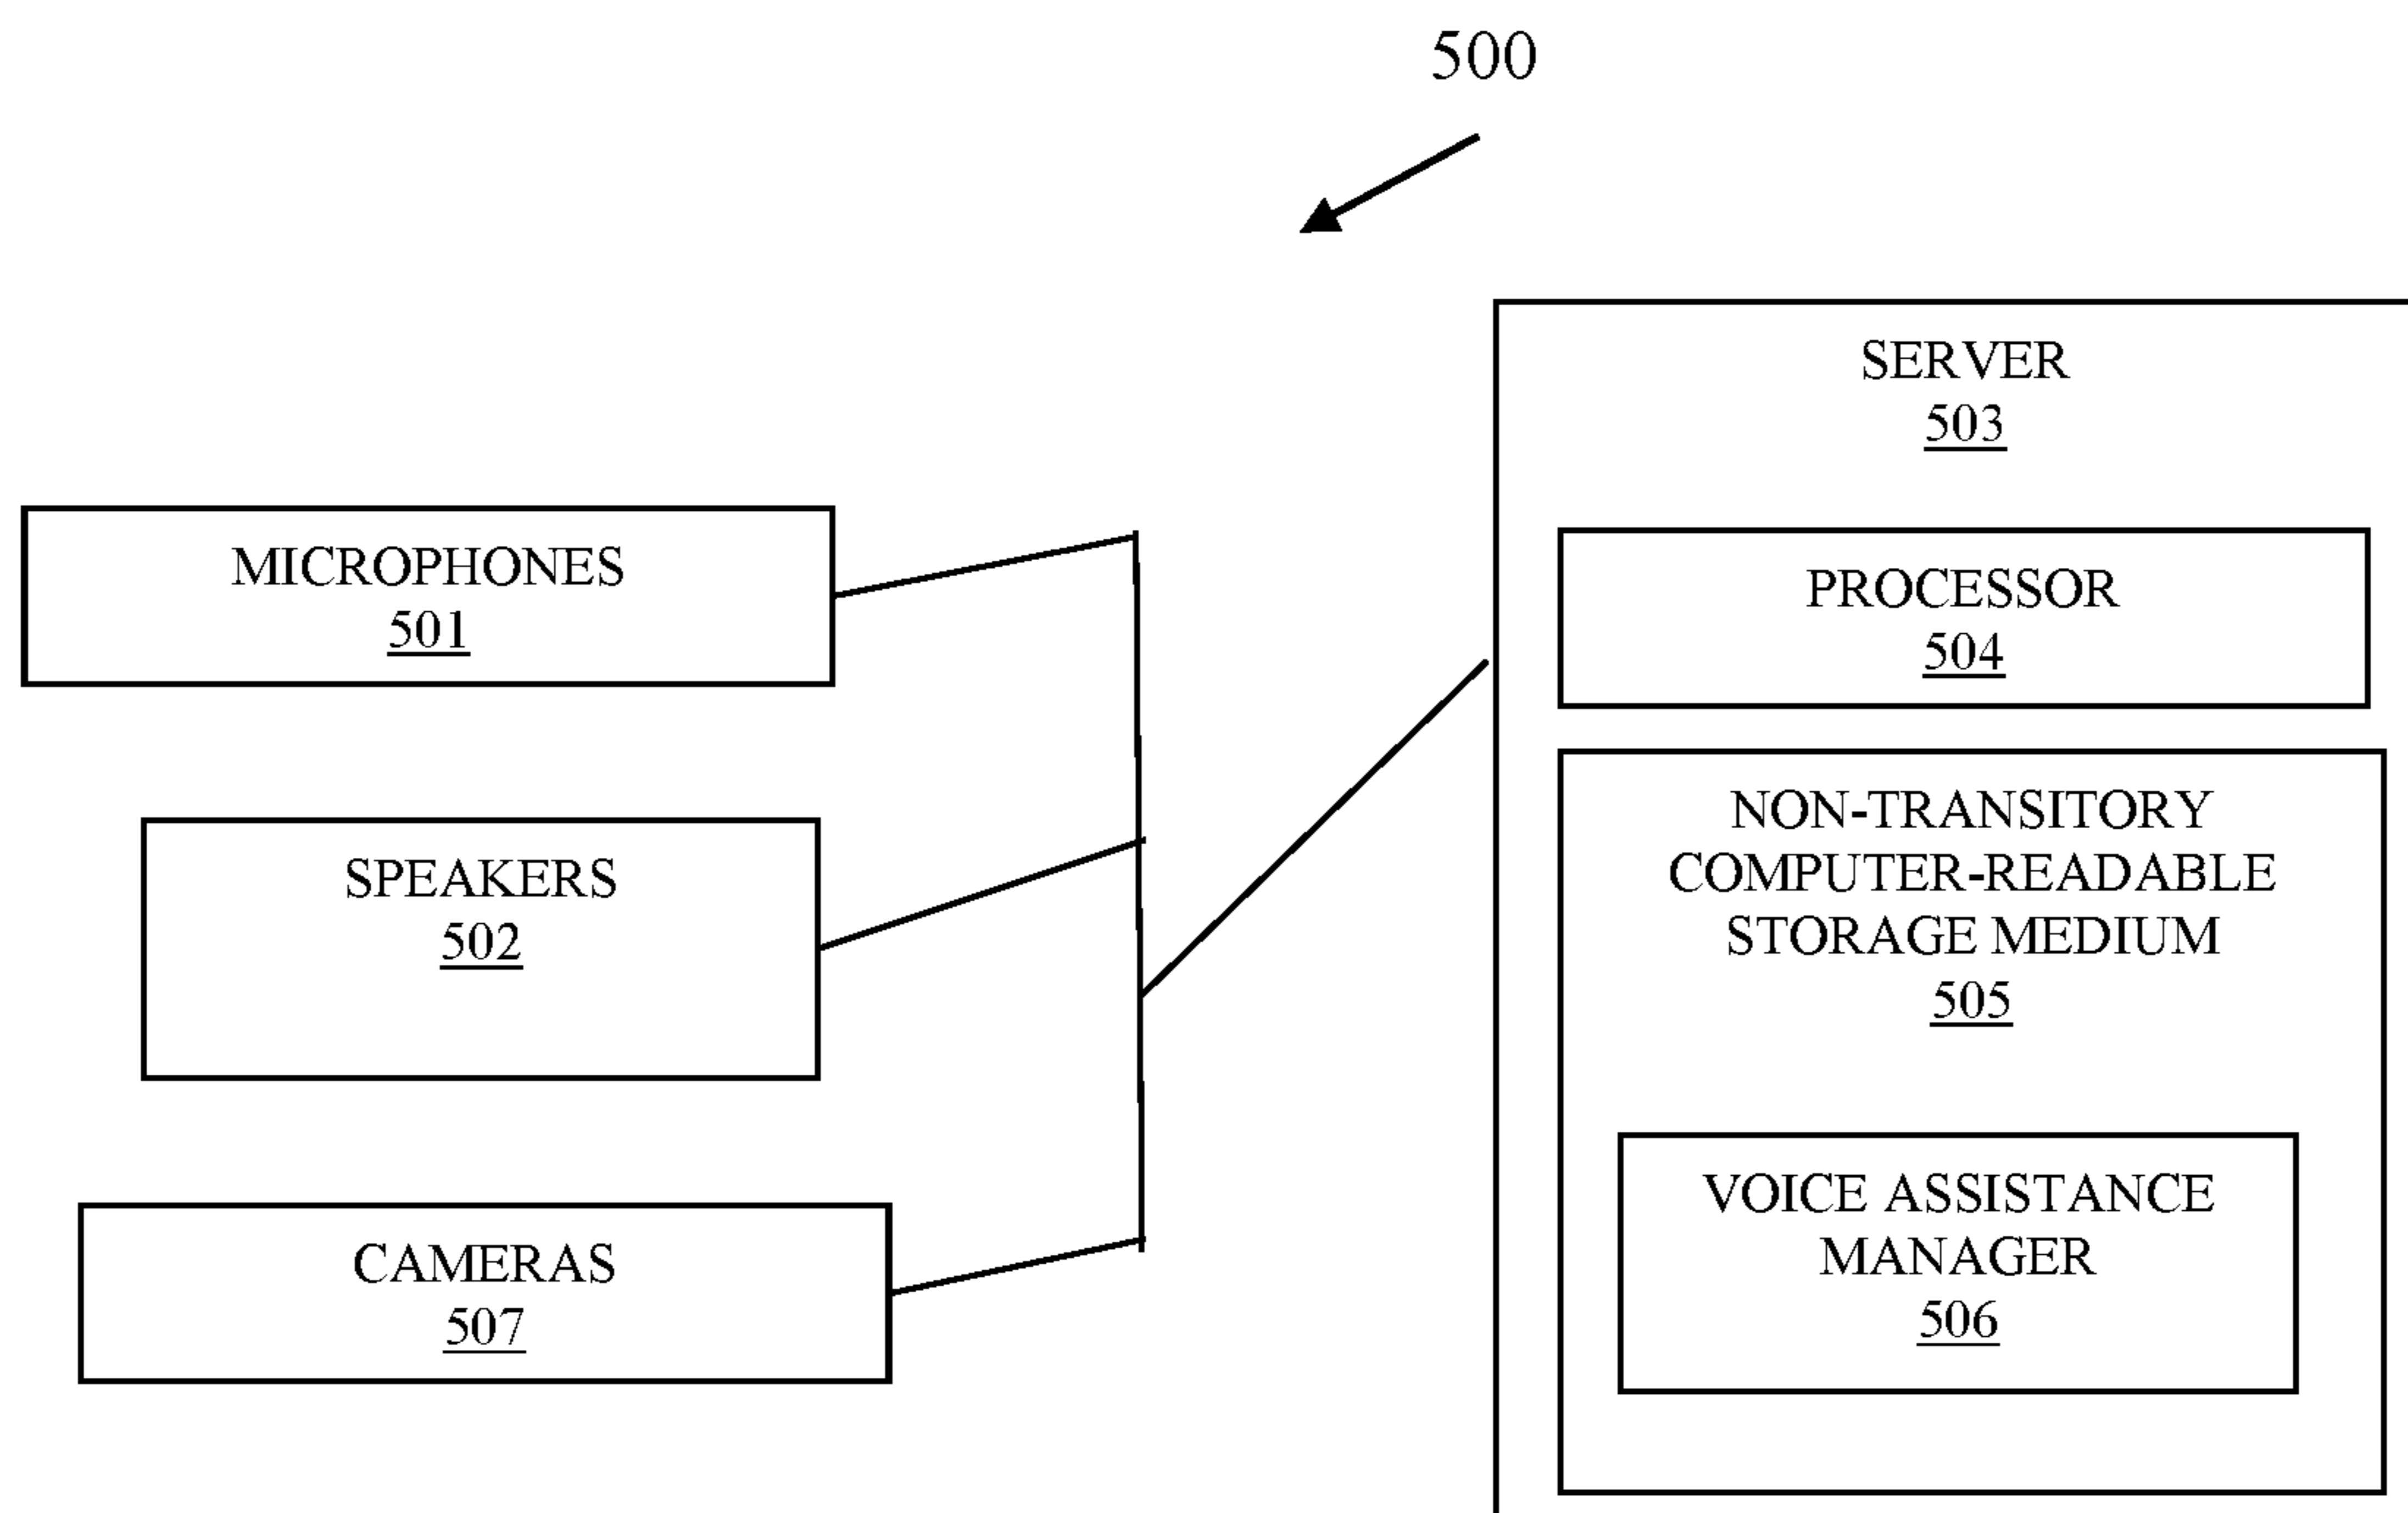 500
SERVER
503
MICROPHONES
501
PROCESSOR
504
SPEAKERS
502
NON-TRANSITORY
COMPUTER-READABLE
STORAGE MEDIUM
505
VOICE ASSISTANCE
MANAGER
506
CAMERAS
507